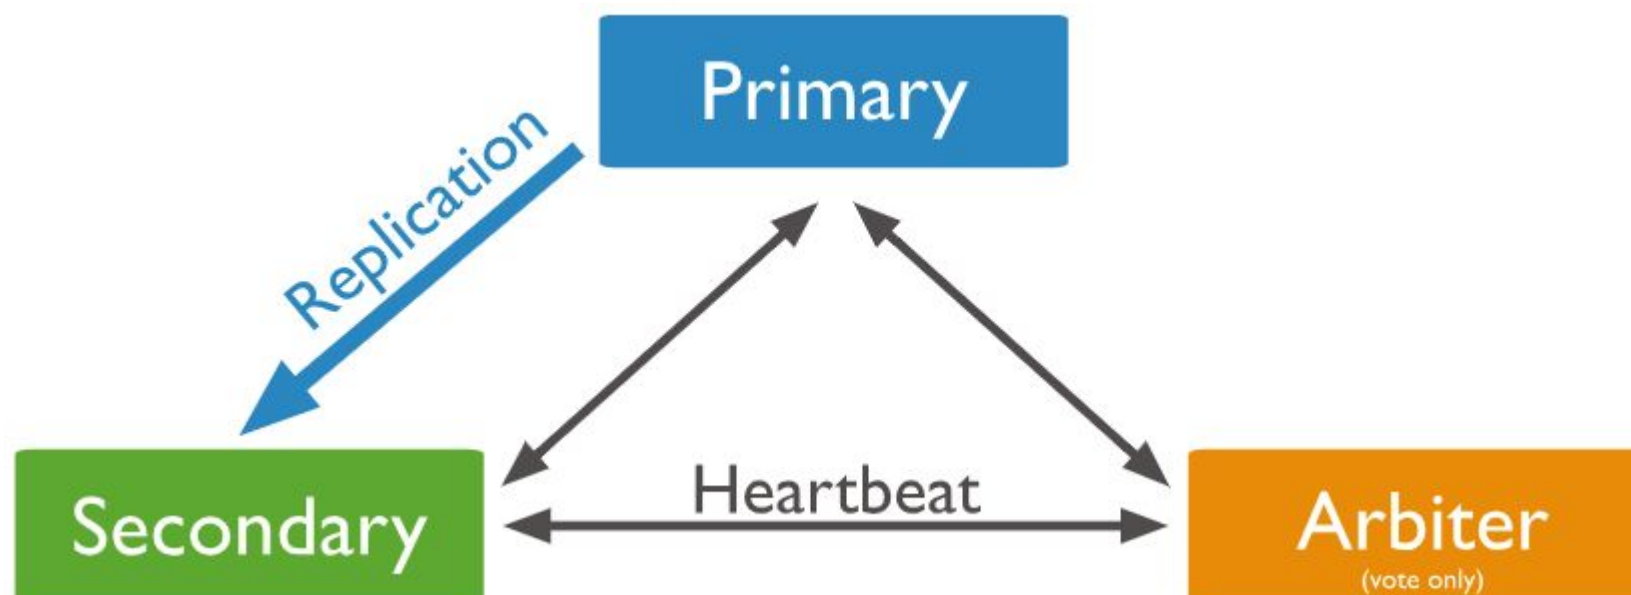 Primary
Replication
Heartbeat
Secondary
Arbiter
(vote only)